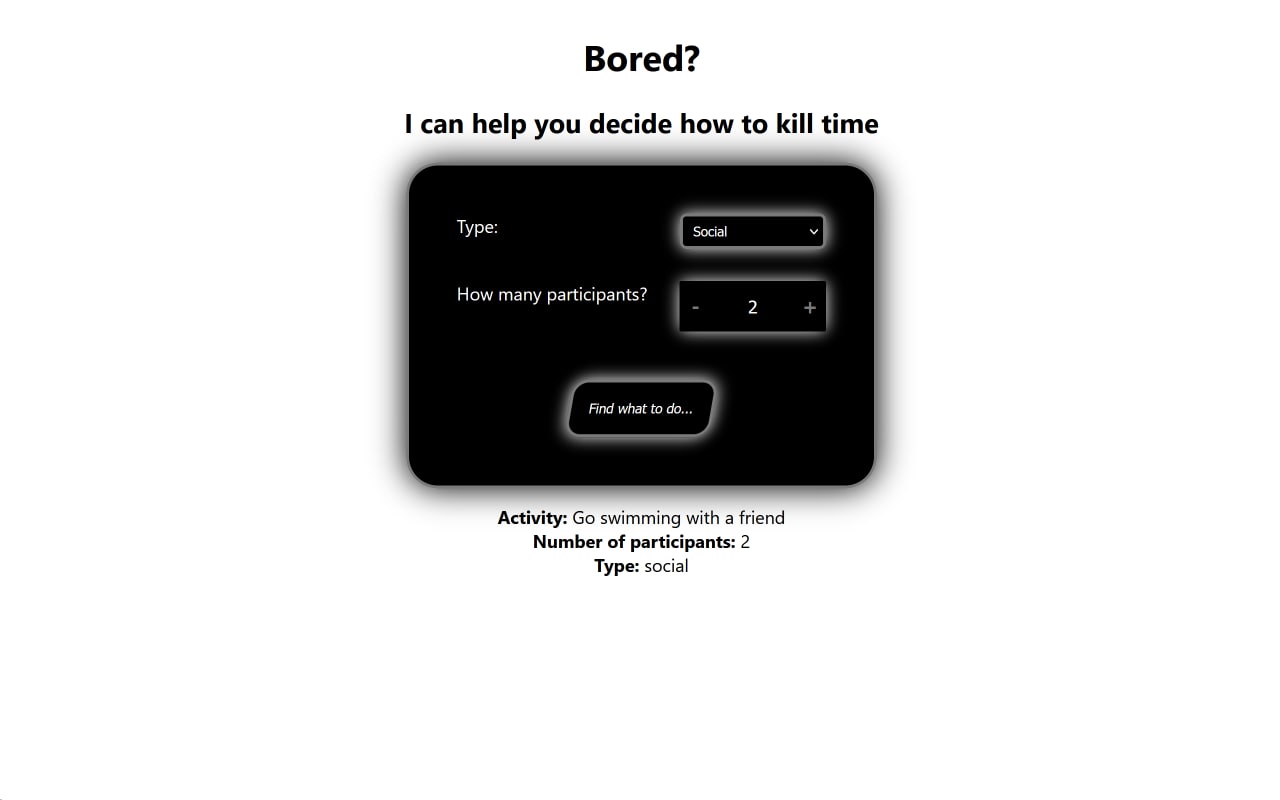 Bored?
I can help you decide how to kill time
Type:
Social
How many participants?
- 2 +
Find what to do...
Activity: Go swimming with a friend
Number of participants: 2
Type: social